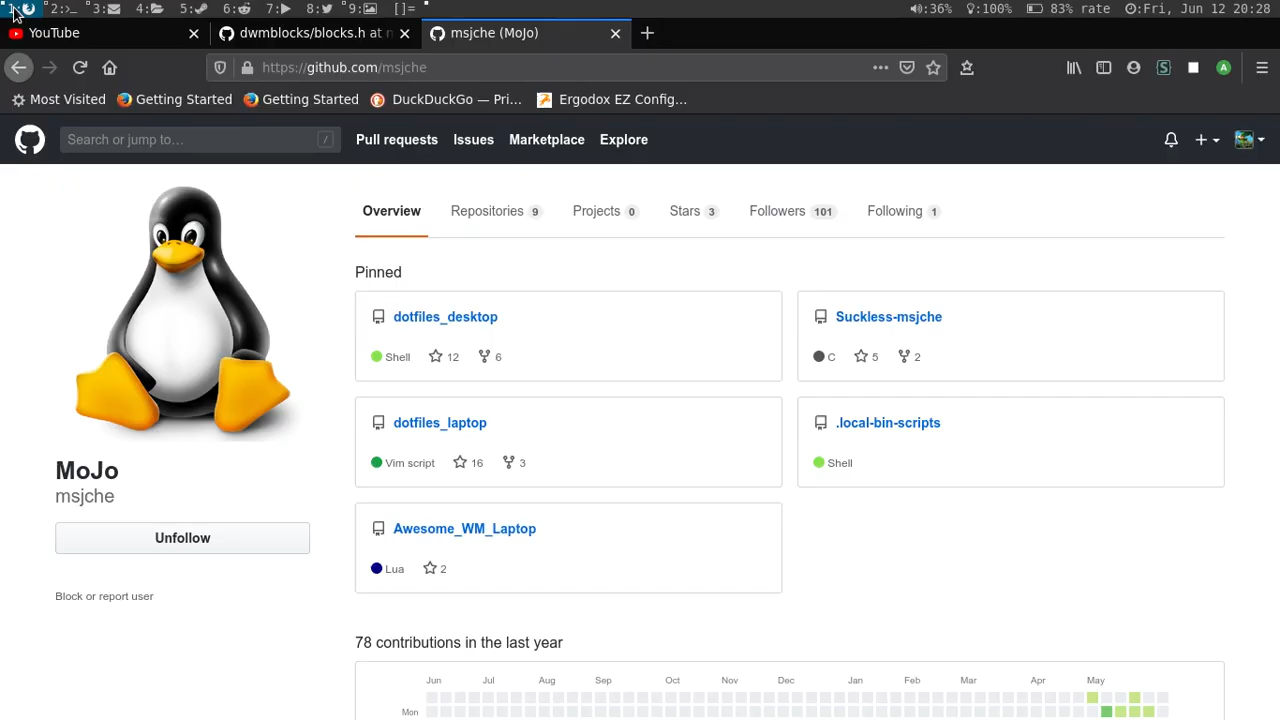 1: 2:>_ 3: 4: 5: 6: 7: 8: 9: []= 36% 100% 83% rate Fri, Jun 12 20:28
YouTube dwmblocks/blocks.h at msjche (MoJo)
https://github.com/msjche
Most Visited Getting Started Getting Started DuckDuckGo — Pri... Ergodox EZ Config...
Search or jump to... / Pull requests Issues Marketplace Explore
Overview Repositories 9 Projects 0 Stars 3 Followers 101 Following 1
Pinned
dotfiles_desktop
Shell 12 6
Suckless-msjche
C 5 2
dotfiles_laptop
Vim script 16 3
.local-bin-scripts
Shell
Awesome_WM_Laptop
Lua 2
MoJo
msjche
Unfollow
Block or report user
78 contributions in the last year
Jun Jul Aug Sep Oct Nov Dec Jan Feb Mar Apr May
Mon